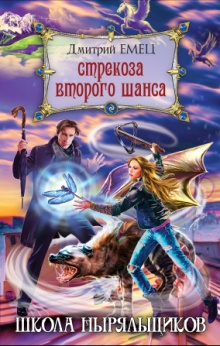 Дмитрий ЕМЕЦ
СТРЕКОЗА
ВТОРОГО ШАНСА
ШКОЛА НЫРЯЛЬЩИКОВ